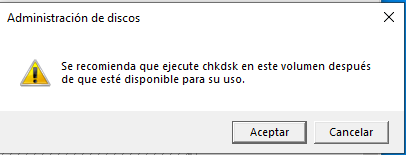 Administración de discos
Se recomienda que ejecute chkdsk en este volumen después
de que esté disponible para su uso.
Aceptar
Cancelar